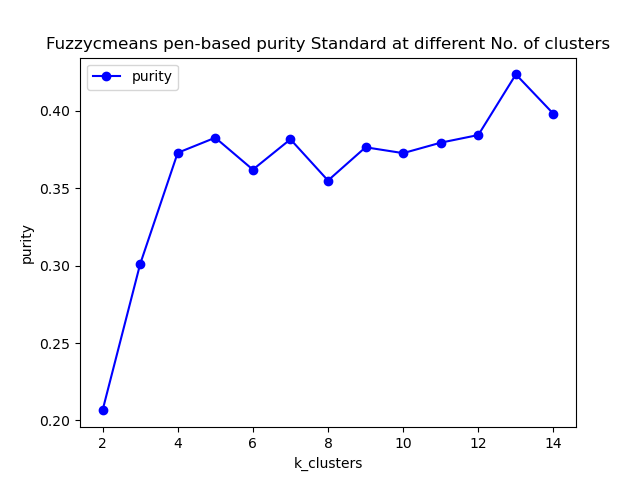 Fuzzycmeans pen-based purity Standard at different No. of clusters
purity
0.40
0.35
0.30
0.25
0.20
purity
2 4 6 8 10 12 14
k_clusters